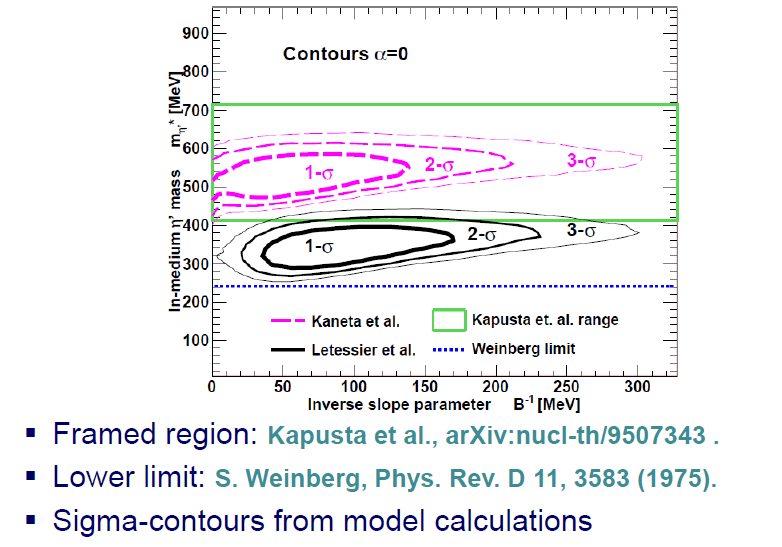 900
800
700
600
500
400
300
200
100
0 50 100 150 200 250 300
In-medium η' mass mη'* [MeV]
Contours α=0
1-σ 2-σ 3-σ
1-σ 2-σ 3-σ
Kaneta et al. Kapusta et. al. range
Letessier et al. Weinberg limit
Inverse slope parameter B⁻¹ [MeV]
▪ Framed region: Kapusta et al., arXiv:nucl-th/9507343 .
▪ Lower limit: S. Weinberg, Phys. Rev. D 11, 3583 (1975).
▪ Sigma-contours from model calculations